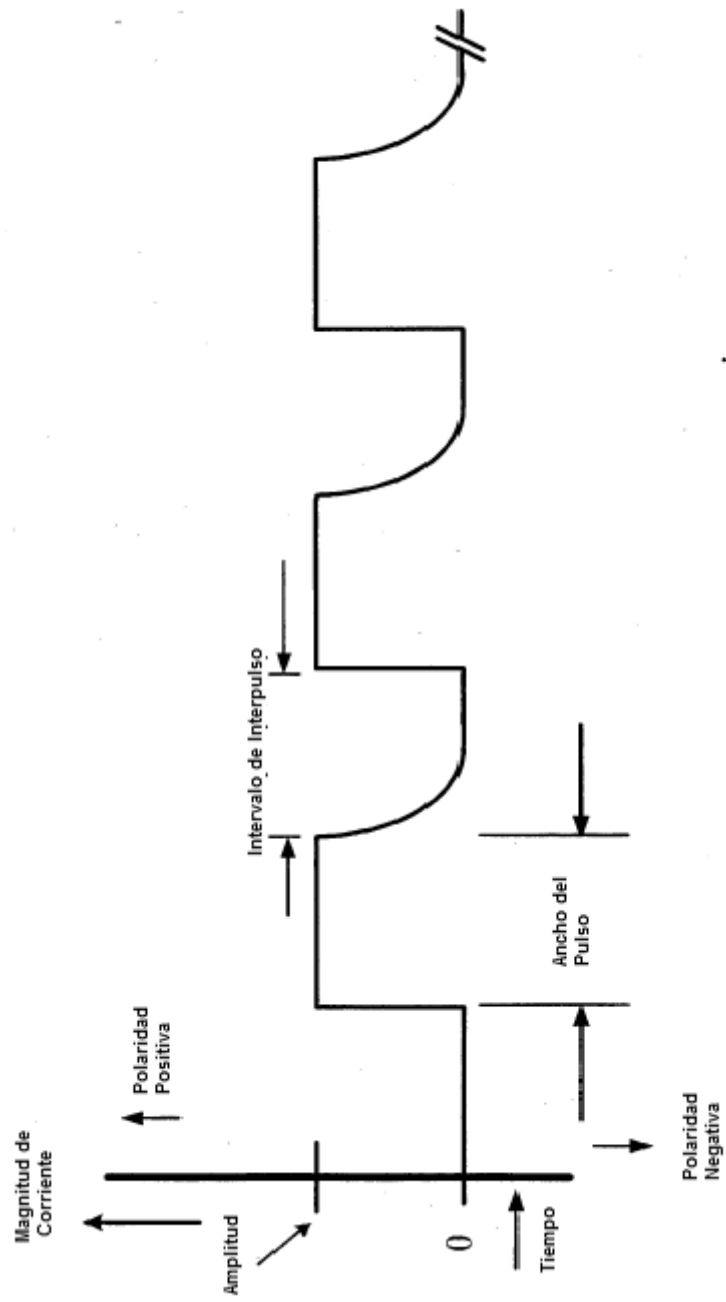 Magnitud de
Corriente
Polaridad
Positiva
Amplitud
0
Tiempo
Polaridad
Negativa
Ancho del
Pulso
Intervalo de Interpulso